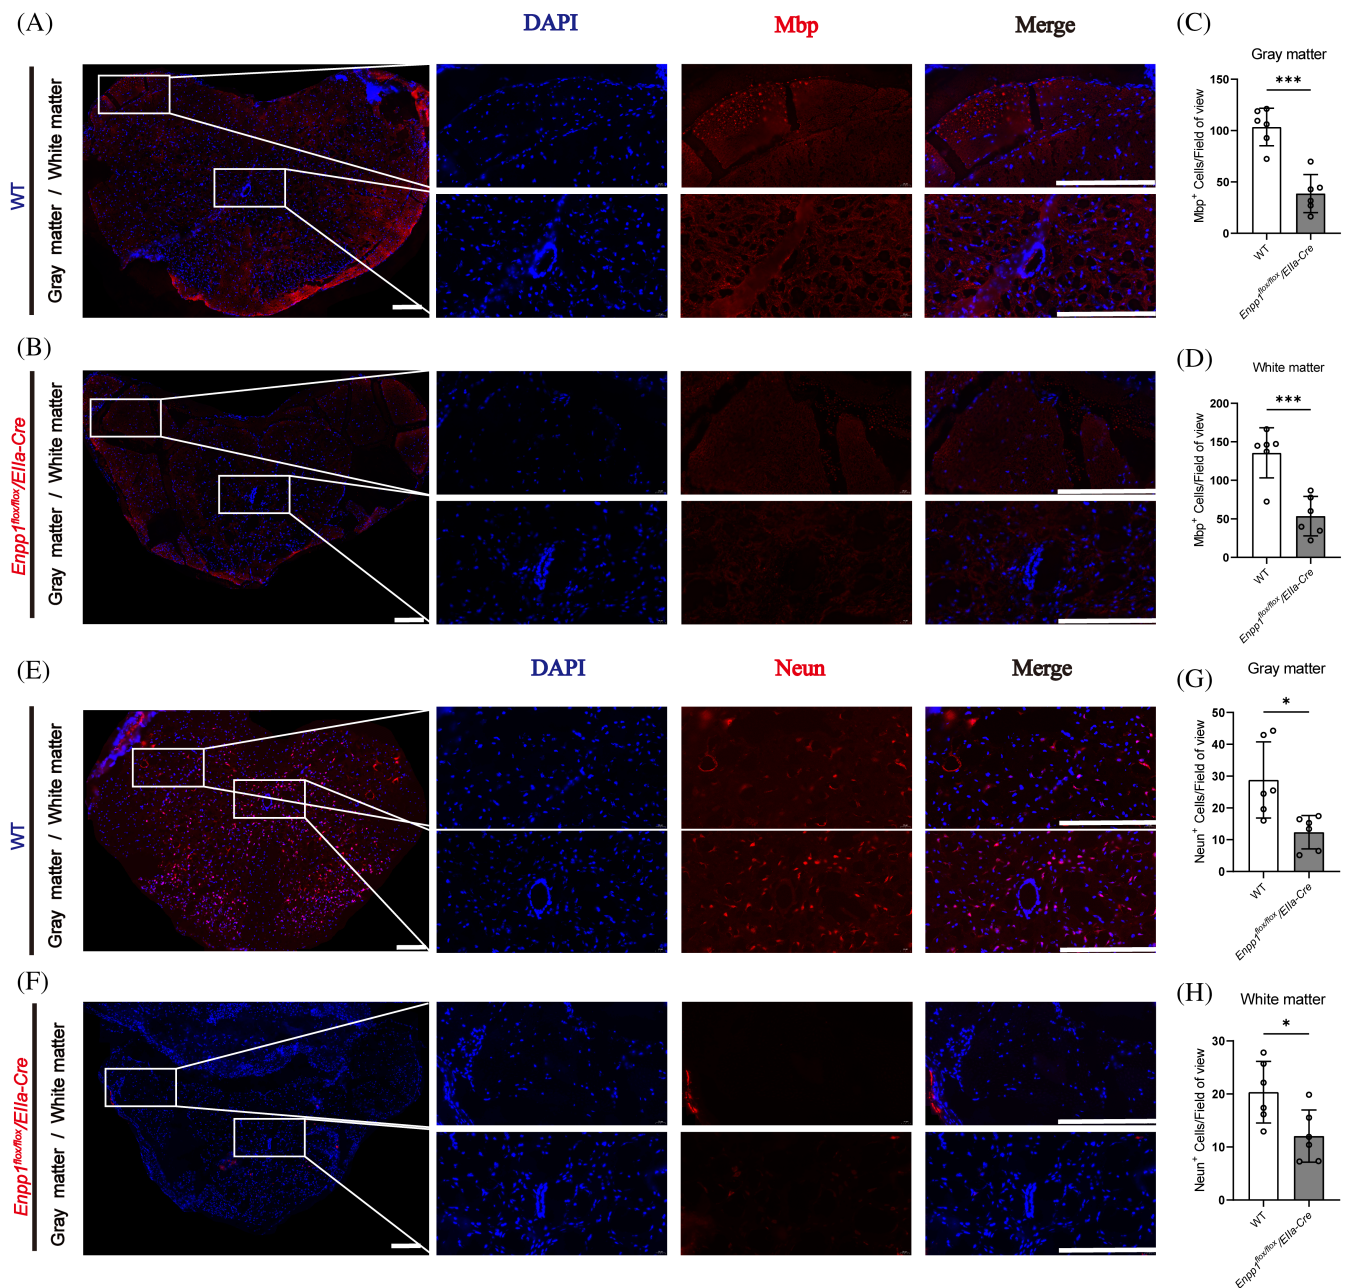 (A)
DAPI
Mbp
Merge
WT
Gray matter / White matter
(B)
Enpp1flox/flox/EIIa-Cre
Gray matter / White matter
(C)
Gray matter
***
Mbp+ Cells/Field of view
150
100
50
0
WT
Enpp1flox/flox/EIIa-Cre
(D)
White matter
***
Mbp+ Cells/Field of view
200
150
100
50
0
WT
Enpp1flox/flox/EIIa-Cre
(E)
DAPI
Neun
Merge
WT
Gray matter / White matter
(F)
Enpp1flox/flox/EIIa-Cre
Gray matter / White matter
(G)
Gray matter
*
Neun+ Cells/Field of view
50
40
30
20
10
0
WT
Enpp1flox/flox/EIIa-Cre
(H)
White matter
*
Neun+ Cells/Field of view
30
20
10
0
WT
Enpp1flox/flox/EIIa-Cre